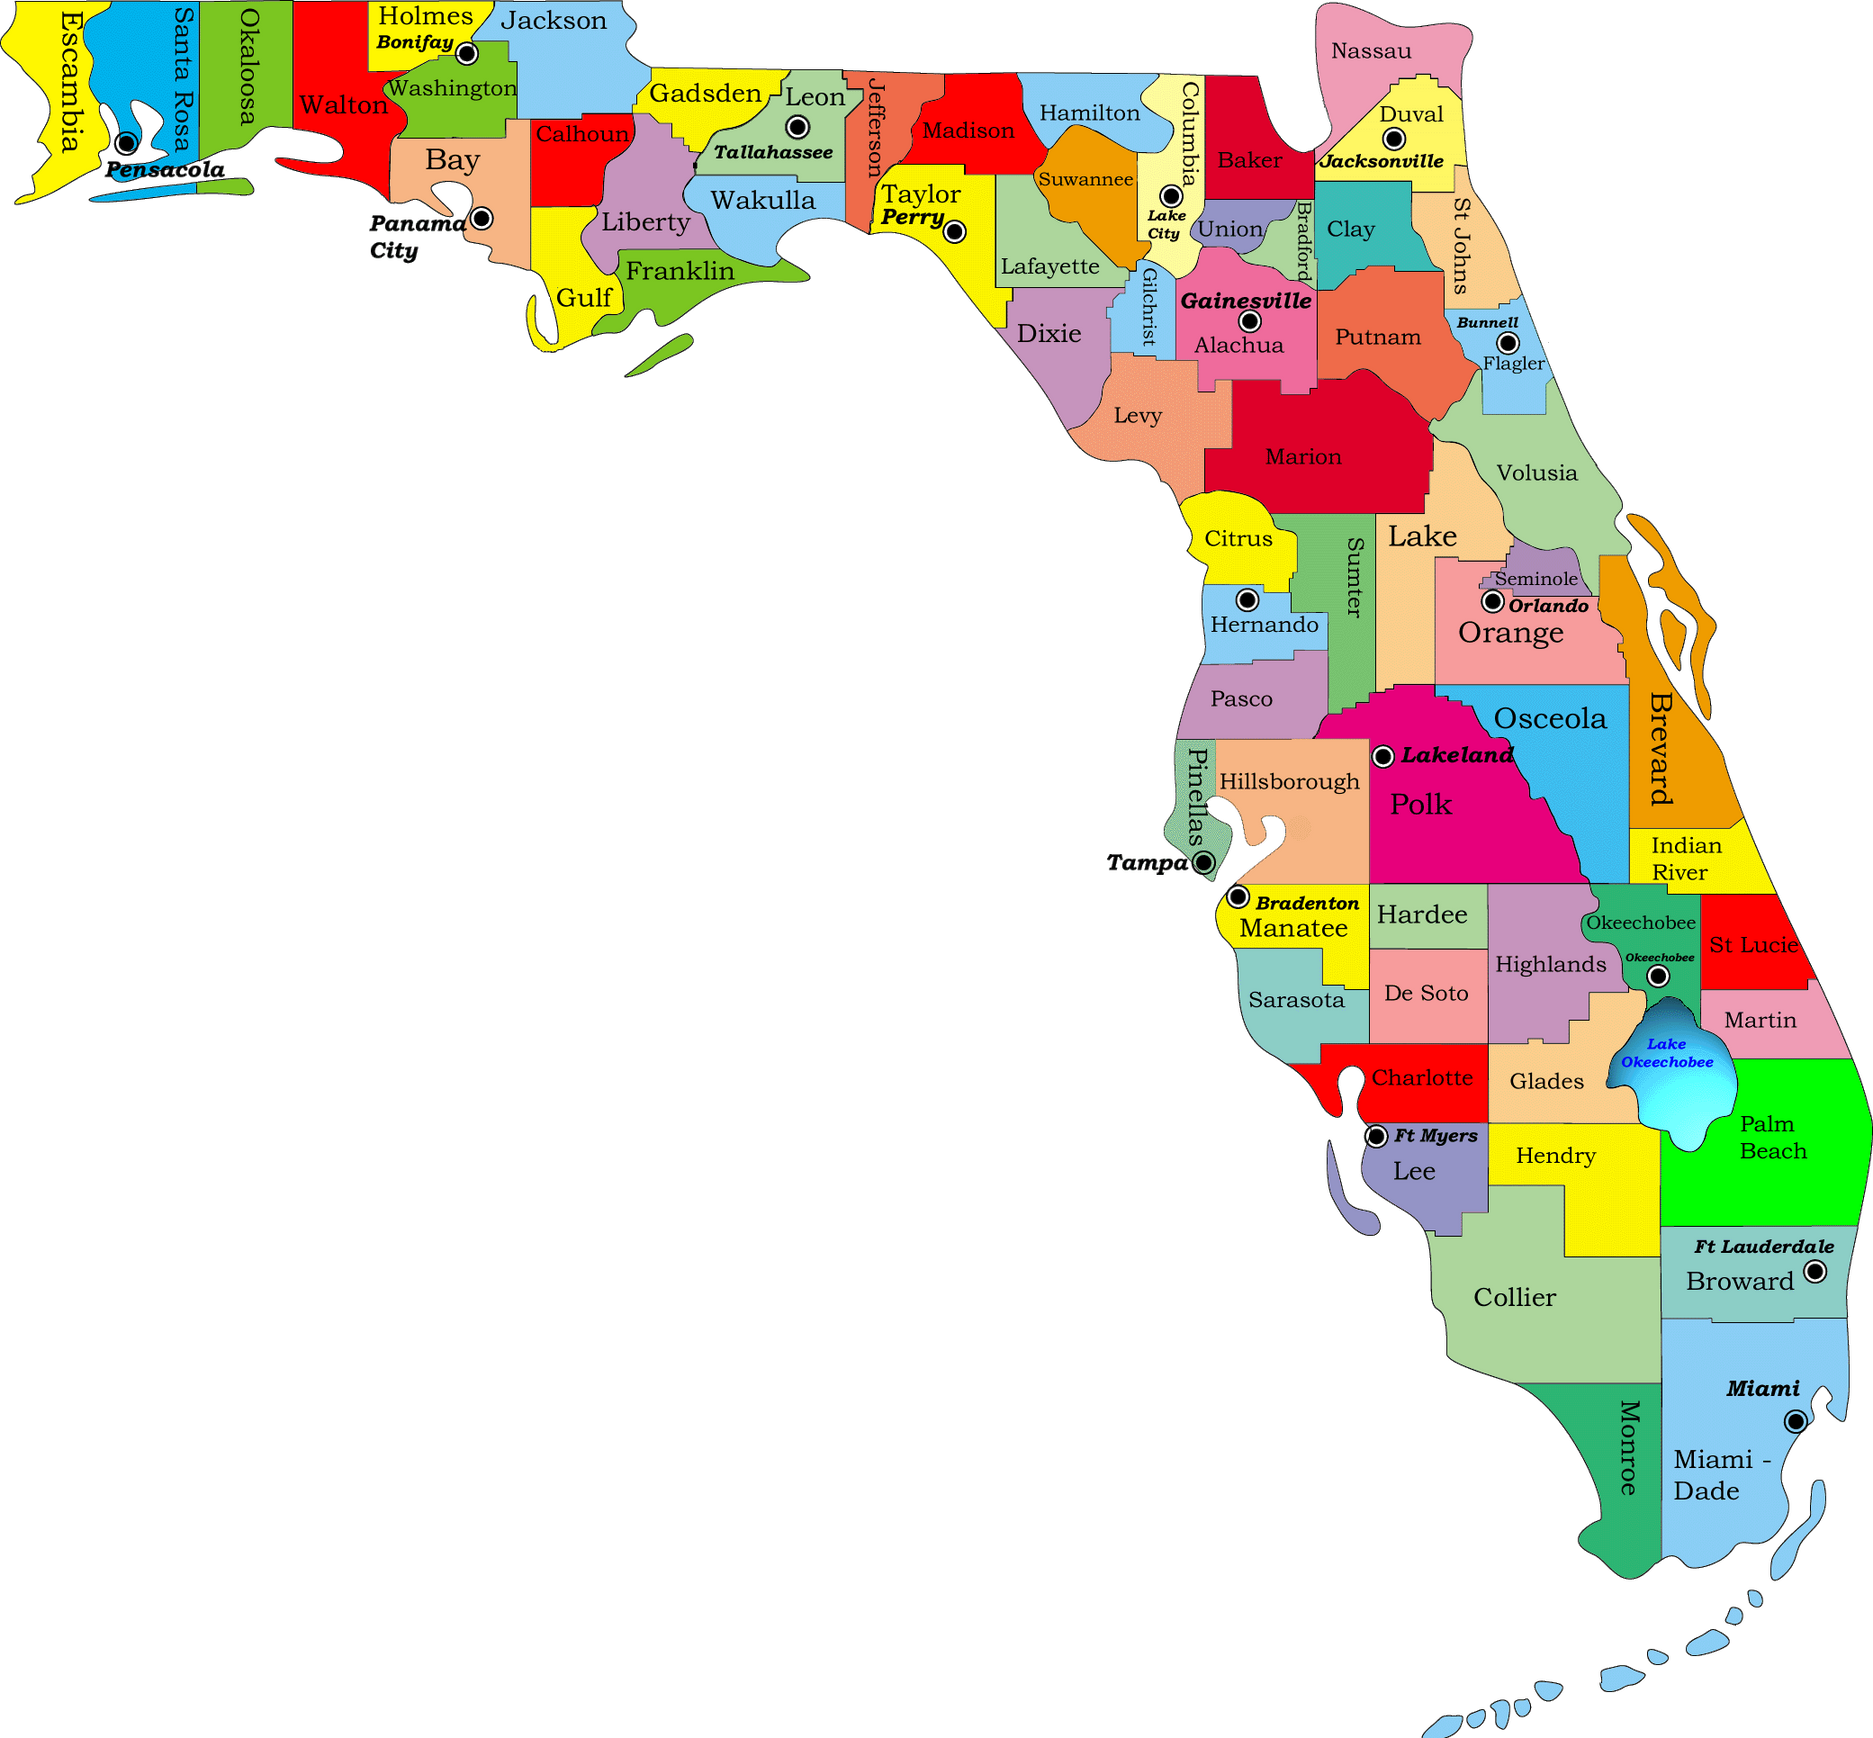 Escambia
Santa Rosa
Okaloosa
Walton
Holmes
Bonifay
Jackson
Washington
Pensacola
Bay
Panama
City
Calhoun
Gulf
Liberty
Franklin
Gadsden
Leon
Tallahassee
Wakulla
Jefferson
Madison
Taylor
Perry
Hamilton
Suwannee
Lafayette
Dixie
Columbia
Lake
City
Gilchrist
Baker
Union
Bradford
Nassau
Duval
Jacksonville
Clay
St Johns
Gainesville
Alachua
Putnam
Bunnell
Flagler
Levy
Marion
Volusia
Citrus
Sumter
Lake
Seminole
Orlando
Orange
Hernando
Pasco
Osceola
Brevard
Pinellas
Hillsborough
Lakeland
Polk
Tampa
Indian
River
Bradenton
Manatee
Hardee
Highlands
Okeechobee
Okeechobee
St Lucie
Sarasota
De Soto
Martin
Lake
Okeechobee
Charlotte
Glades
Palm
Beach
Ft Myers
Lee
Hendry
Ft Lauderdale
Broward
Collier
Miami
Monroe
Miami -
Dade